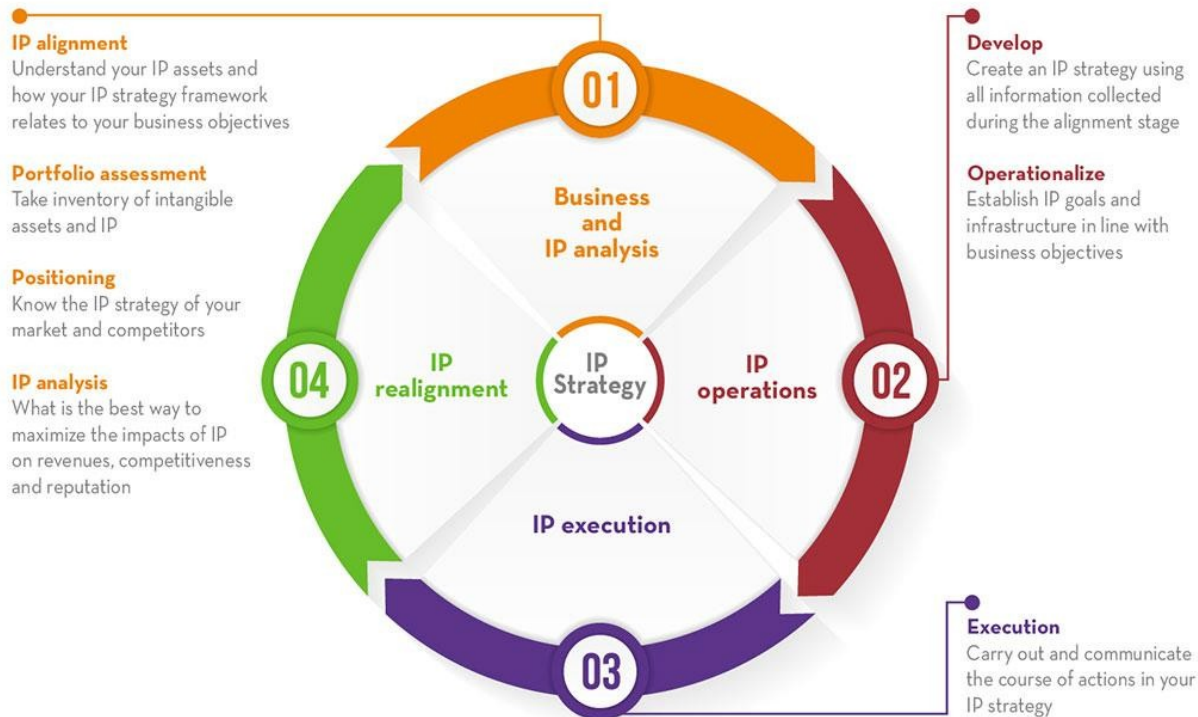 IP alignment
Understand your IP assets and
how your IP strategy framework
relates to your business objectives
Portfolio assessment
Take inventory of intangible
assets and IP
Positioning
Know the IP strategy of your
market and competitors
IP analysis
What is the best way to
maximize the impacts of IP
on revenues, competitiveness
and reputation
01
Business
and
IP analysis
02
IP
operations
Develop
Create an IP strategy using
all information collected
during the alignment stage
Operationalize
Establish IP goals and
infrastructure in line with
business objectives
03
IP execution
Execution
Carry out and communicate
the course of actions in your
IP strategy
04
IP
realignment
IP
Strategy